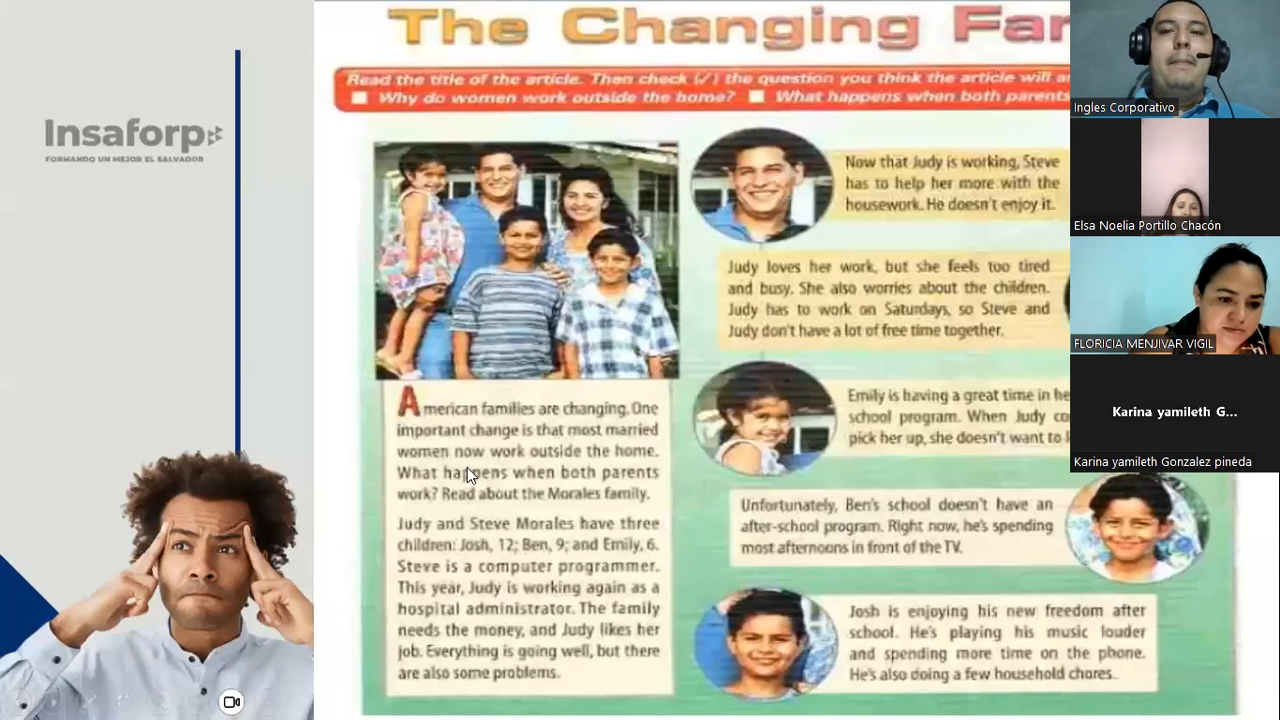 Insaforp
FORMANDO UN MEJOR EL SALVADOR
The Changing Fam
Read the title of the article. Then check (✓) the question you think the article will an
Why do women work outside the home? What happens when both parents
American families are changing. One
important change is that most married
women now work outside the home.
What happens when both parents
work? Read about the Morales family.
Judy and Steve Morales have three
children: Josh, 12; Ben, 9; and Emily, 6.
Steve is a computer programmer.
This year, Judy is working again as a
hospital administrator. The family
needs the money, and Judy likes her
job. Everything is going well, but there
are also some problems.
Now that Judy is working, Steve
has to help her more with the
housework. He doesn't enjoy it.
Judy loves her work, but she feels too tired
and busy. She also worries about the children.
Judy has to work on Saturdays, so Steve and
Judy don't have a lot of free time together.
Emily is having a great time in he
school program. When Judy co
pick her up, she doesn't want to
Unfortunately, Ben's school doesn't have an
after-school program. Right now, he's spending
most afternoons in front of the TV.
Josh is enjoying his new freedom after
school. He's playing his music louder
and spending more time on the phone.
He's also doing a few household chores.
Ingles Corporativo
Elsa Noelia Portillo Chacón
FLORICIA MENJIVAR VIGIL
Karina yamileth G...
Karina yamileth Gonzalez pineda